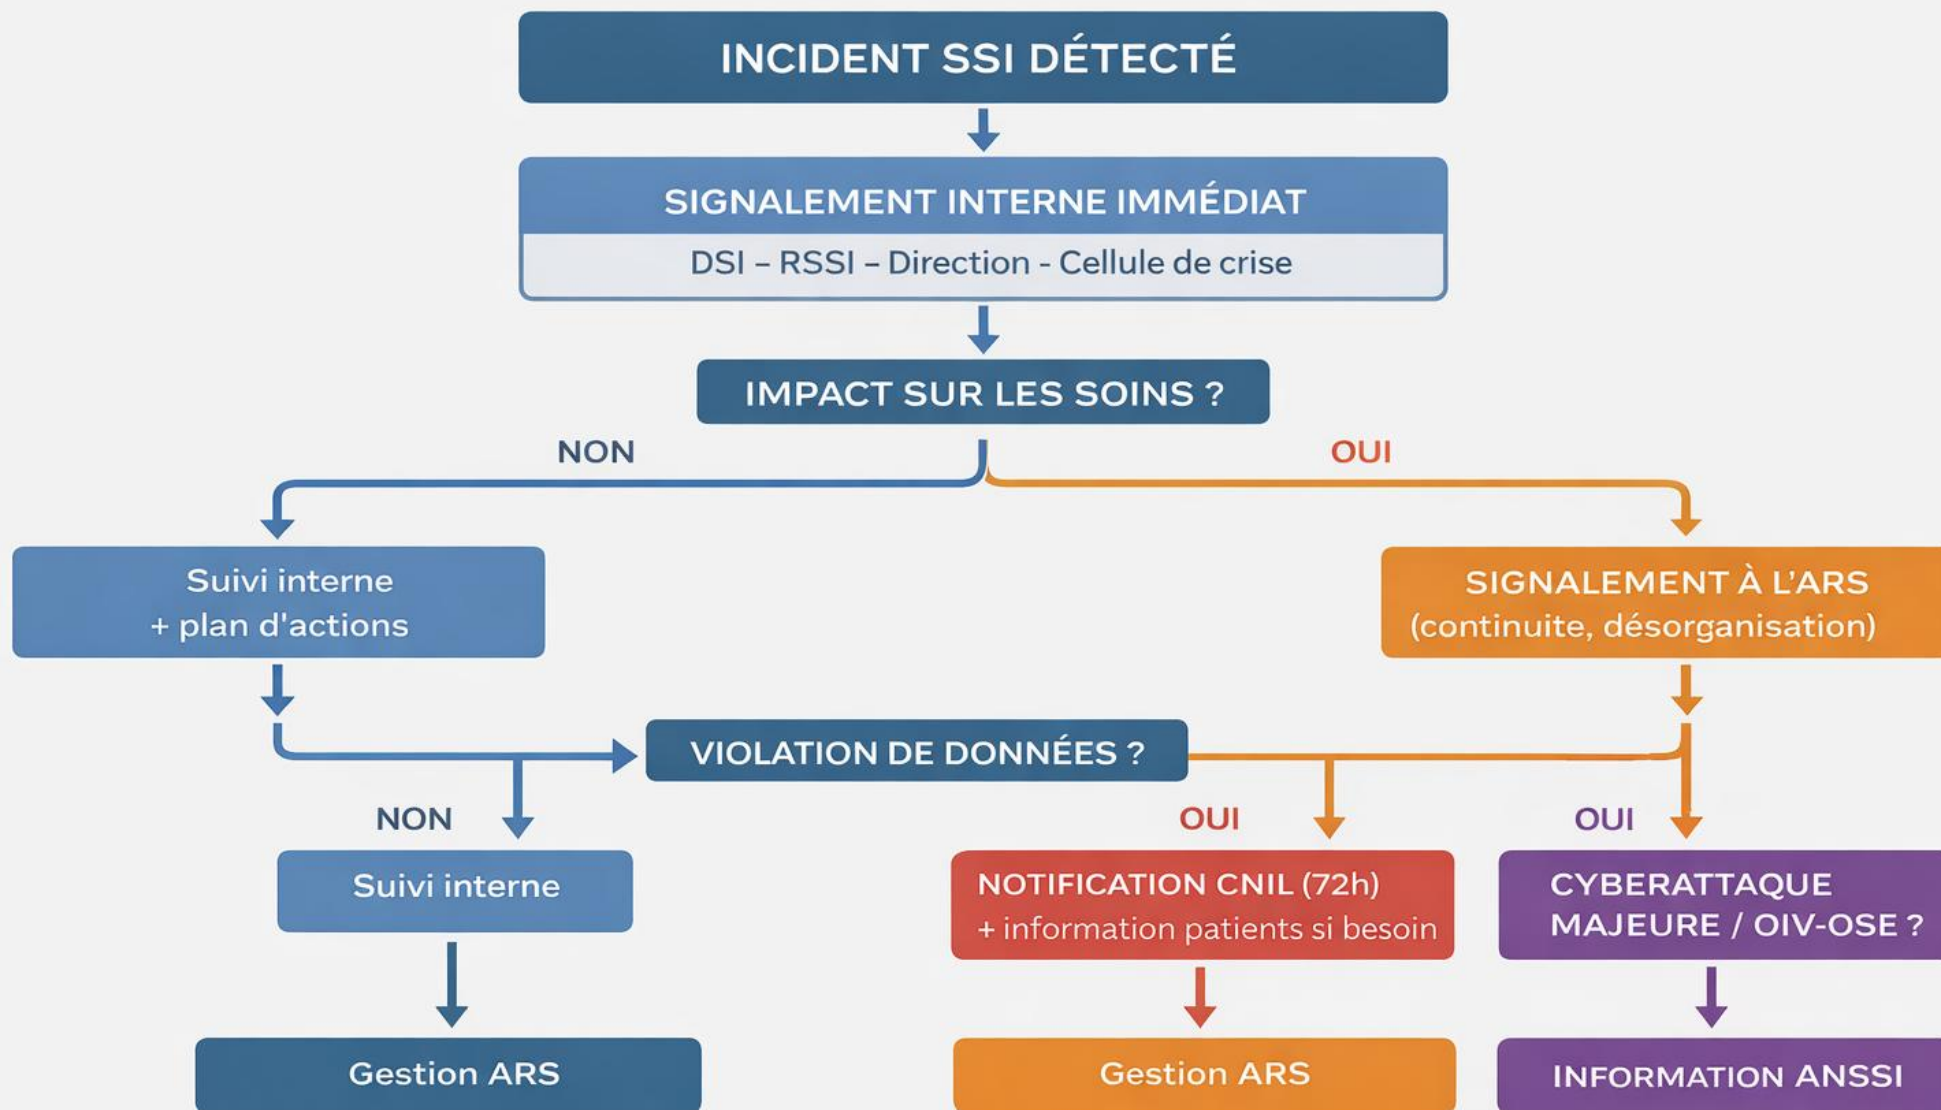 INCIDENT SSI DÉTECTÉ
SIGNALEMENT INTERNE IMMÉDIAT
DSI – RSSI – Direction - Cellule de crise
IMPACT SUR LES SOINS ?
NON
OUI
Suivi interne
+ plan d'actions
SIGNALEMENT À L'ARS
(continuite, désorganisation)
VIOLATION DE DONNÉES ?
NON
OUI
OUI
Suivi interne
NOTIFICATION CNIL (72h)
+ information patients si besoin
CYBERATTAQUE
MAJEURE / OIV-OSE ?
Gestion ARS
Gestion ARS
INFORMATION ANSSI